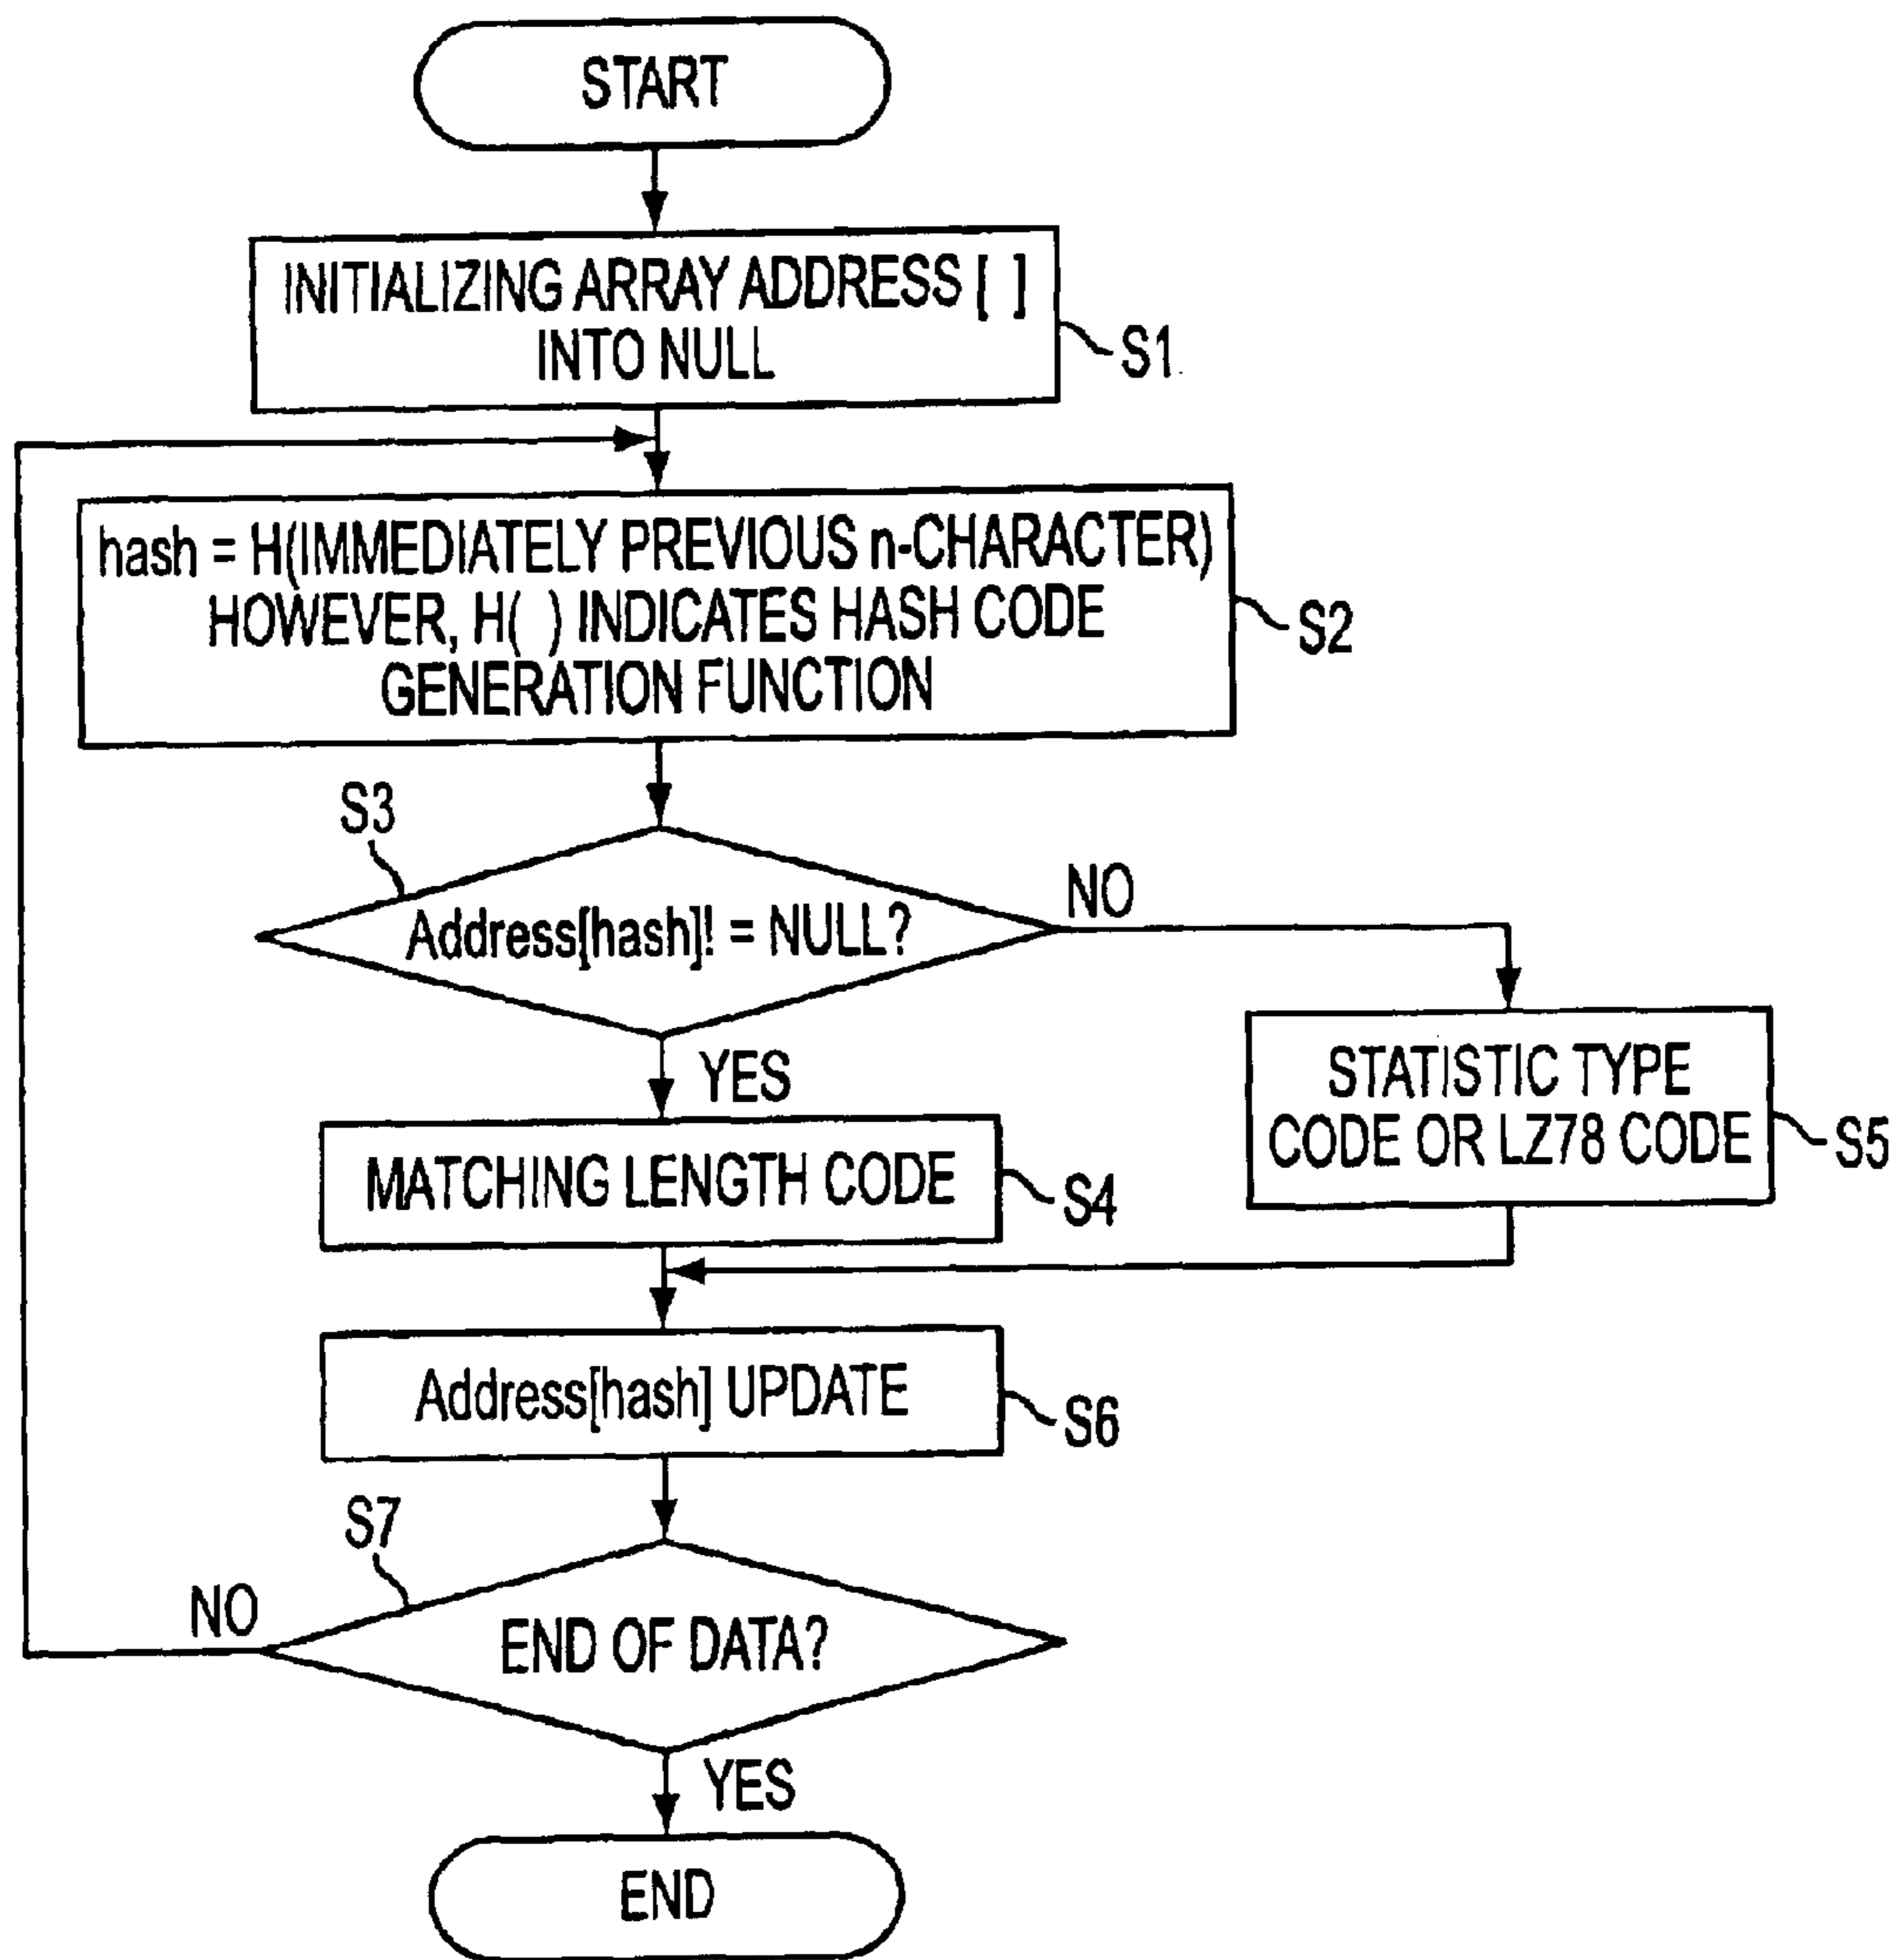 START
INITIALIZING ARRAY ADDRESS [ ]
INTO NULL
S1
hash = H(IMMEDIATELY PREVIOUS n-CHARACTER)
HOWEVER, H( ) INDICATES HASH CODE
GENERATION FUNCTION
S2
S3
Address[hash]! = NULL?
NO
YES
STATISTIC TYPE
CODE OR LZ78 CODE
S5
MATCHING LENGTH CODE
S4
Address[hash] UPDATE
S6
S7
NO
END OF DATA?
YES
END